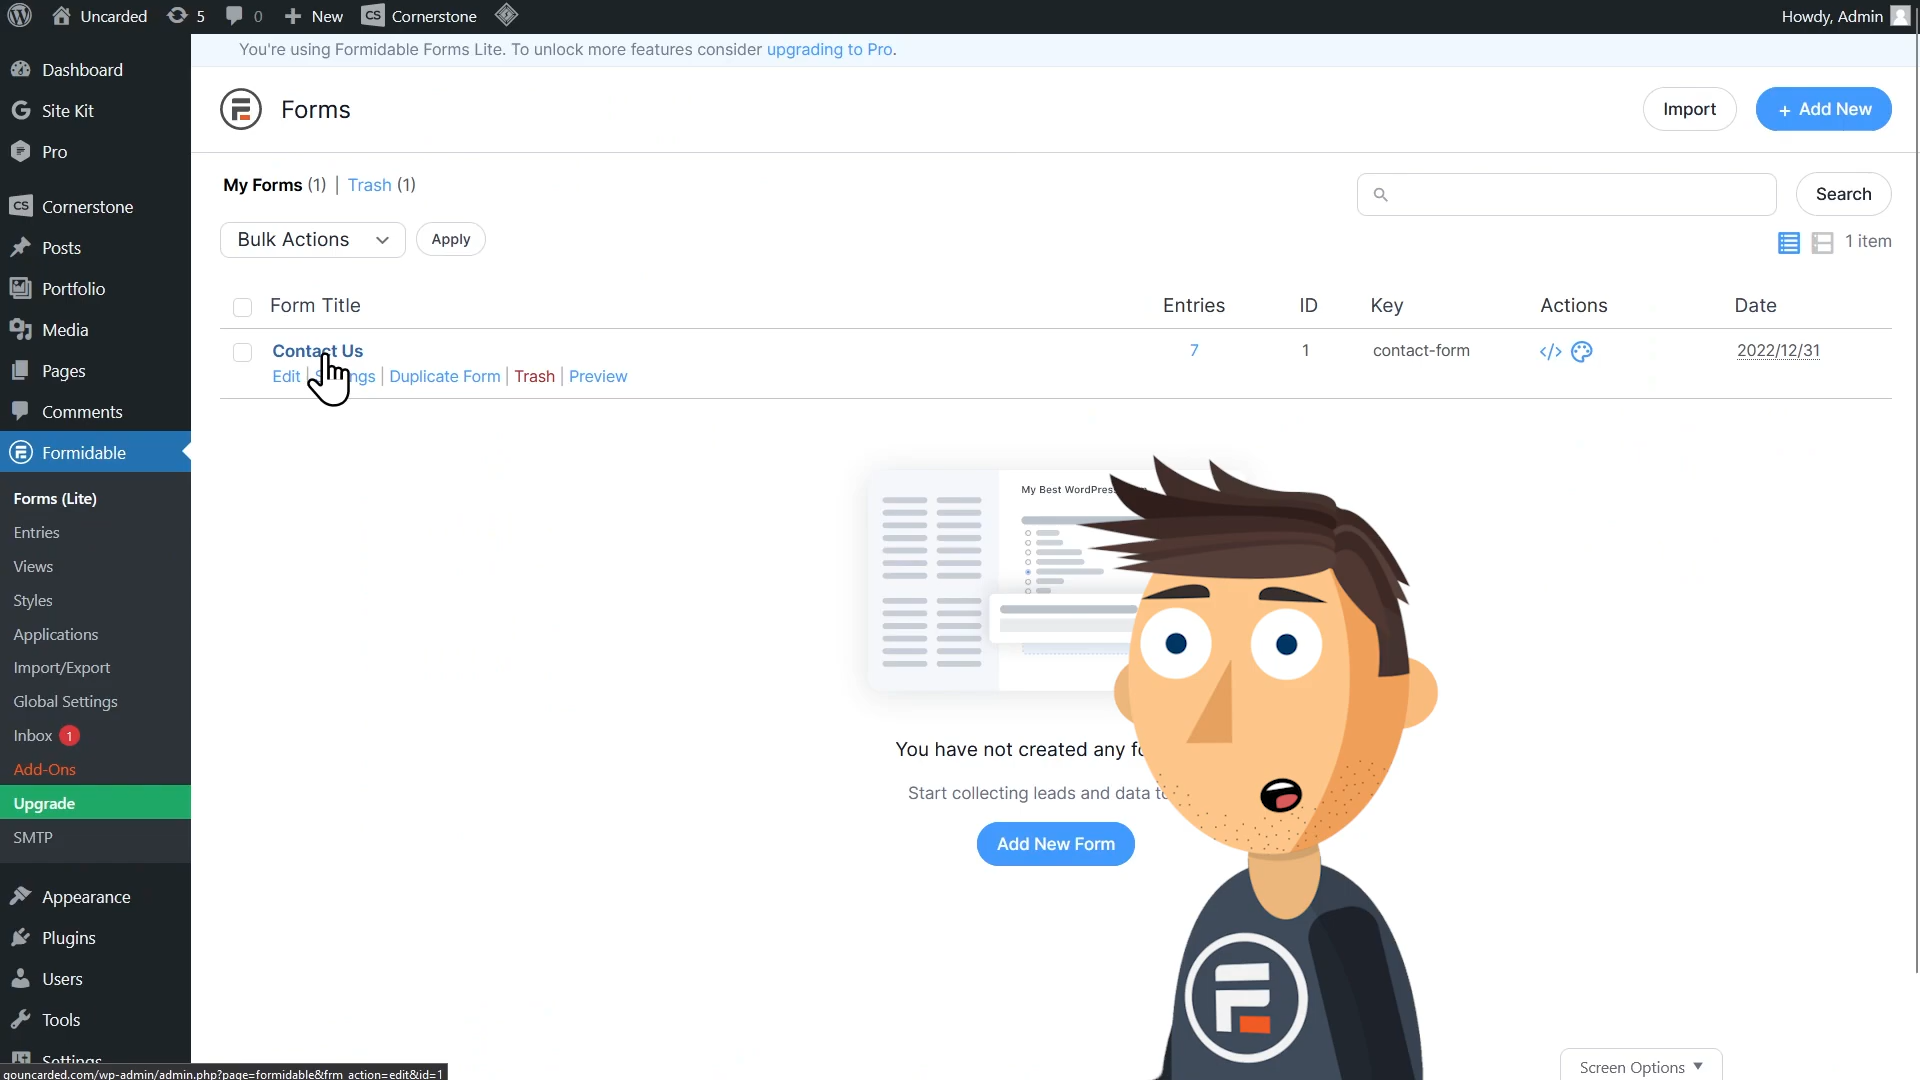 Uncarded 5 0 New CS Cornerstone
Howdy, Admin
You're using Formidable Forms Lite. To unlock more features consider upgrading to Pro.
Dashboard
Site Kit
Pro
CS Cornerstone
Posts
Portfolio
Media
Pages
Comments
Formidable
Forms (Lite)
Entries
Views
Styles
Applications
Import/Export
Global Settings
Inbox 1
Add-Ons
Upgrade
SMTP
Appearance
Plugins
Users
Tools
Settings
gouncarded.com/wp-admin/admin.php?page=formidable&frm_action=edit&id=1
Forms
Import
+ Add New
My Forms (1) | Trash (1)
Search
Bulk Actions
Apply
1 item
Form Title Entries ID Key Actions Date
Contact Us 7 1 contact-form </> 2022/12/31
Edit | Duplicate Form | Trash | Preview
My Best WordPress
You have not created any
Start collecting leads and data
Add New Form
Screen Options ▼